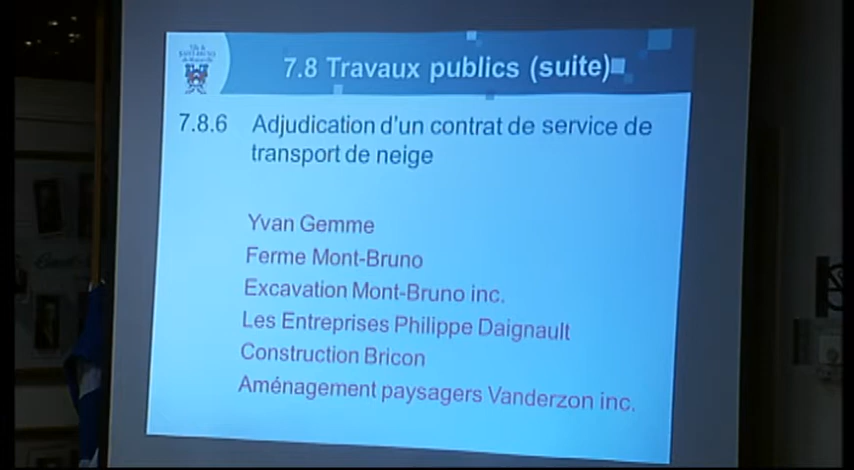 7.8 Travaux publics (suite)
7.8.6 Adjudication d'un contrat de service de
transport de neige
Yvan Gemme
Ferme Mont-Bruno
Excavation Mont-Bruno inc.
Les Entreprises Philippe Daignault
Construction Bricon
Aménagement paysagers Vanderzon inc.